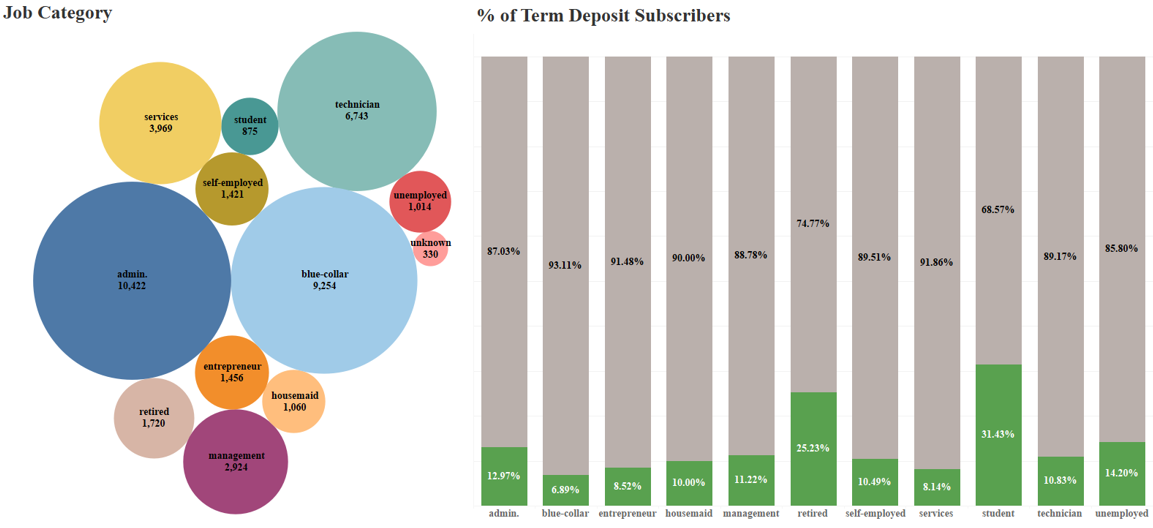 Job Category
services
3,969
student
875
technician
6,743
self-employed
1,421
unemployed
1,014
unknown
330
admin.
10,422
blue-collar
9,254
entrepreneur
1,456
housemaid
1,060
retired
1,720
management
2,924
% of Term Deposit Subscribers
87.03%
93.11%
91.48%
90.00%
88.78%
74.77%
89.51%
91.86%
68.57%
89.17%
85.80%
12.97%
6.89%
8.52%
10.00%
11.22%
25.23%
10.49%
8.14%
31.43%
10.83%
14.20%
admin.
blue-collar
entrepreneur
housemaid
management
retired
self-employed
services
student
technician
unemployed